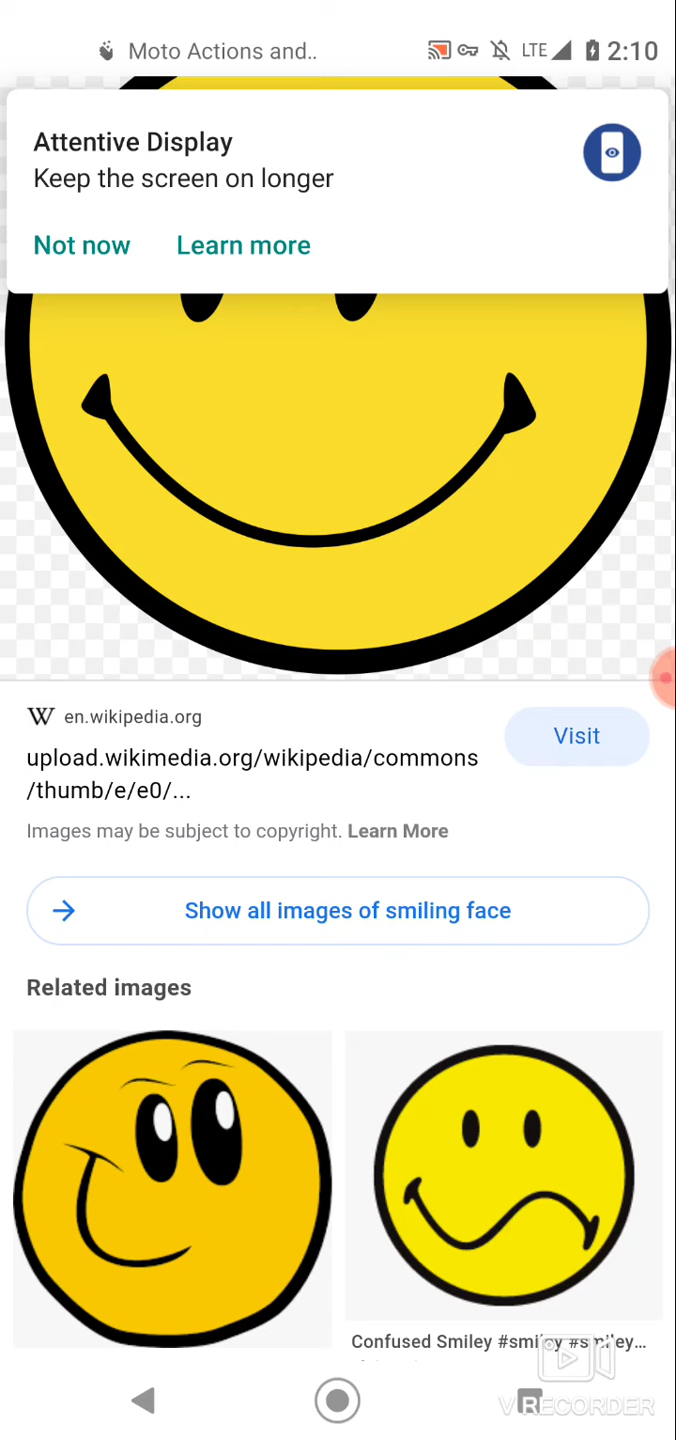 Moto Actions and..
LTE
2:10
Attentive Display
Keep the screen on longer
Not now
Learn more
W en.wikipedia.org
Visit
upload.wikimedia.org/wikipedia/commons
/thumb/e/e0/...
Images may be subject to copyright. Learn More
Show all images of smiling face
Related images
Confused Smiley #smiley #smiley...
V RECORDER